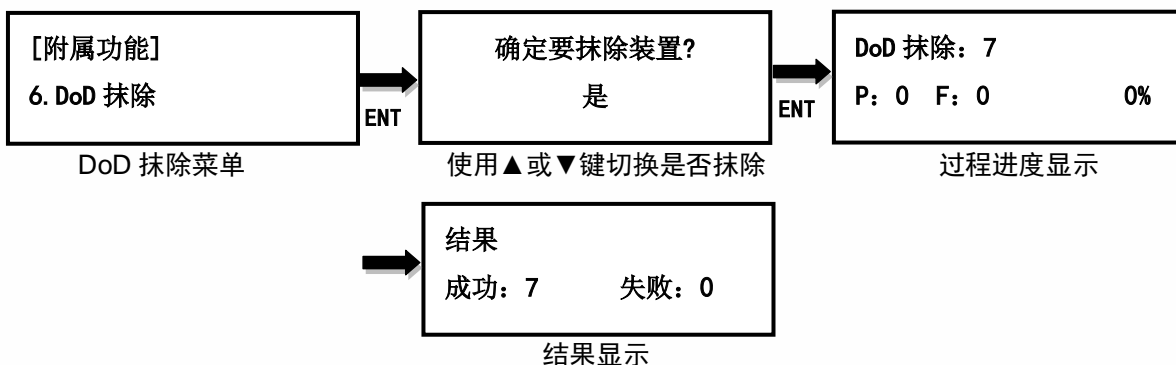 [附属功能]
6.DoD 抹除
ENT
DoD 抹除菜单
确定要抹除装置?
是
ENT
使用▲或▼键切换是否抹除
DoD 抹除：7
P：0 F：0 0%
过程进度显示
结果
成功：7 失败：0
结果显示